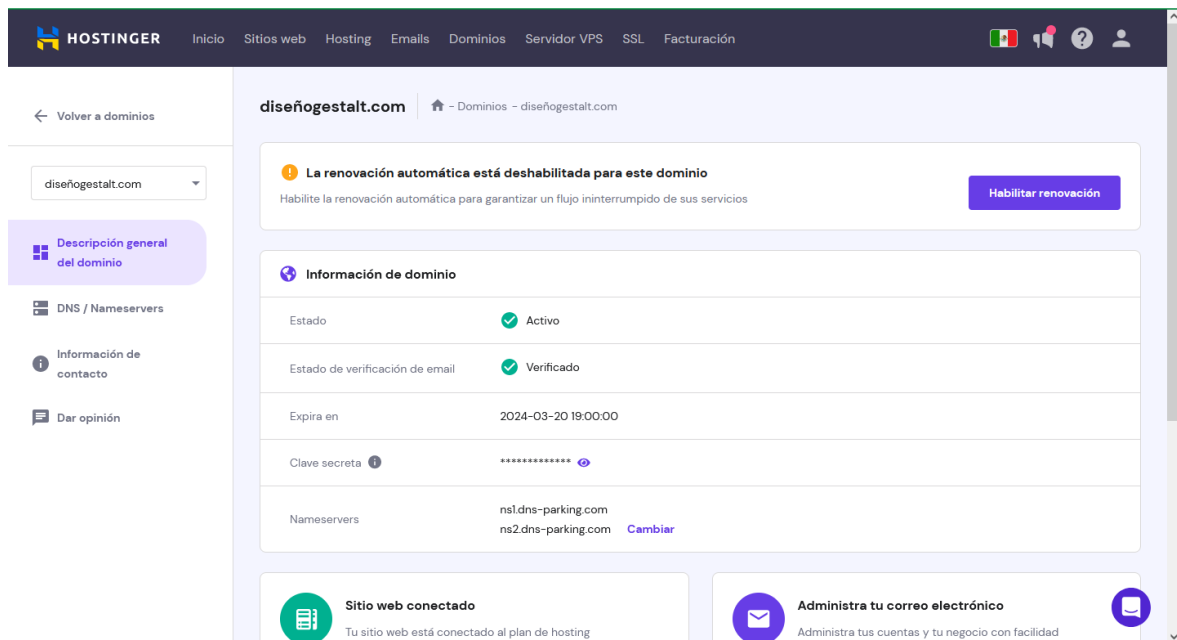 HOSTINGER Inicio Sitios web Hosting Emails Dominios Servidor VPS SSL Facturación
Volver a dominios
diseñogestalt.com
Descripción general
del dominio
DNS / Nameservers
Información de
contacto
Dar opinión
diseñogestalt.com - Dominios - diseñogestalt.com
La renovación automática está deshabilitada para este dominio
Habilite la renovación automática para garantizar un flujo ininterrumpido de sus servicios
Habilitar renovación
Información de dominio
Estado Activo
Estado de verificación de email Verificado
Expira en 2024-03-20 19:00:00
Clave secreta *************
Nameservers ns1.dns-parking.com
ns2.dns-parking.com Cambiar
Sitio web conectado
Tu sitio web está conectado al plan de hosting
Administra tu correo electrónico
Administra tus cuentas y tu negocio con facilidad